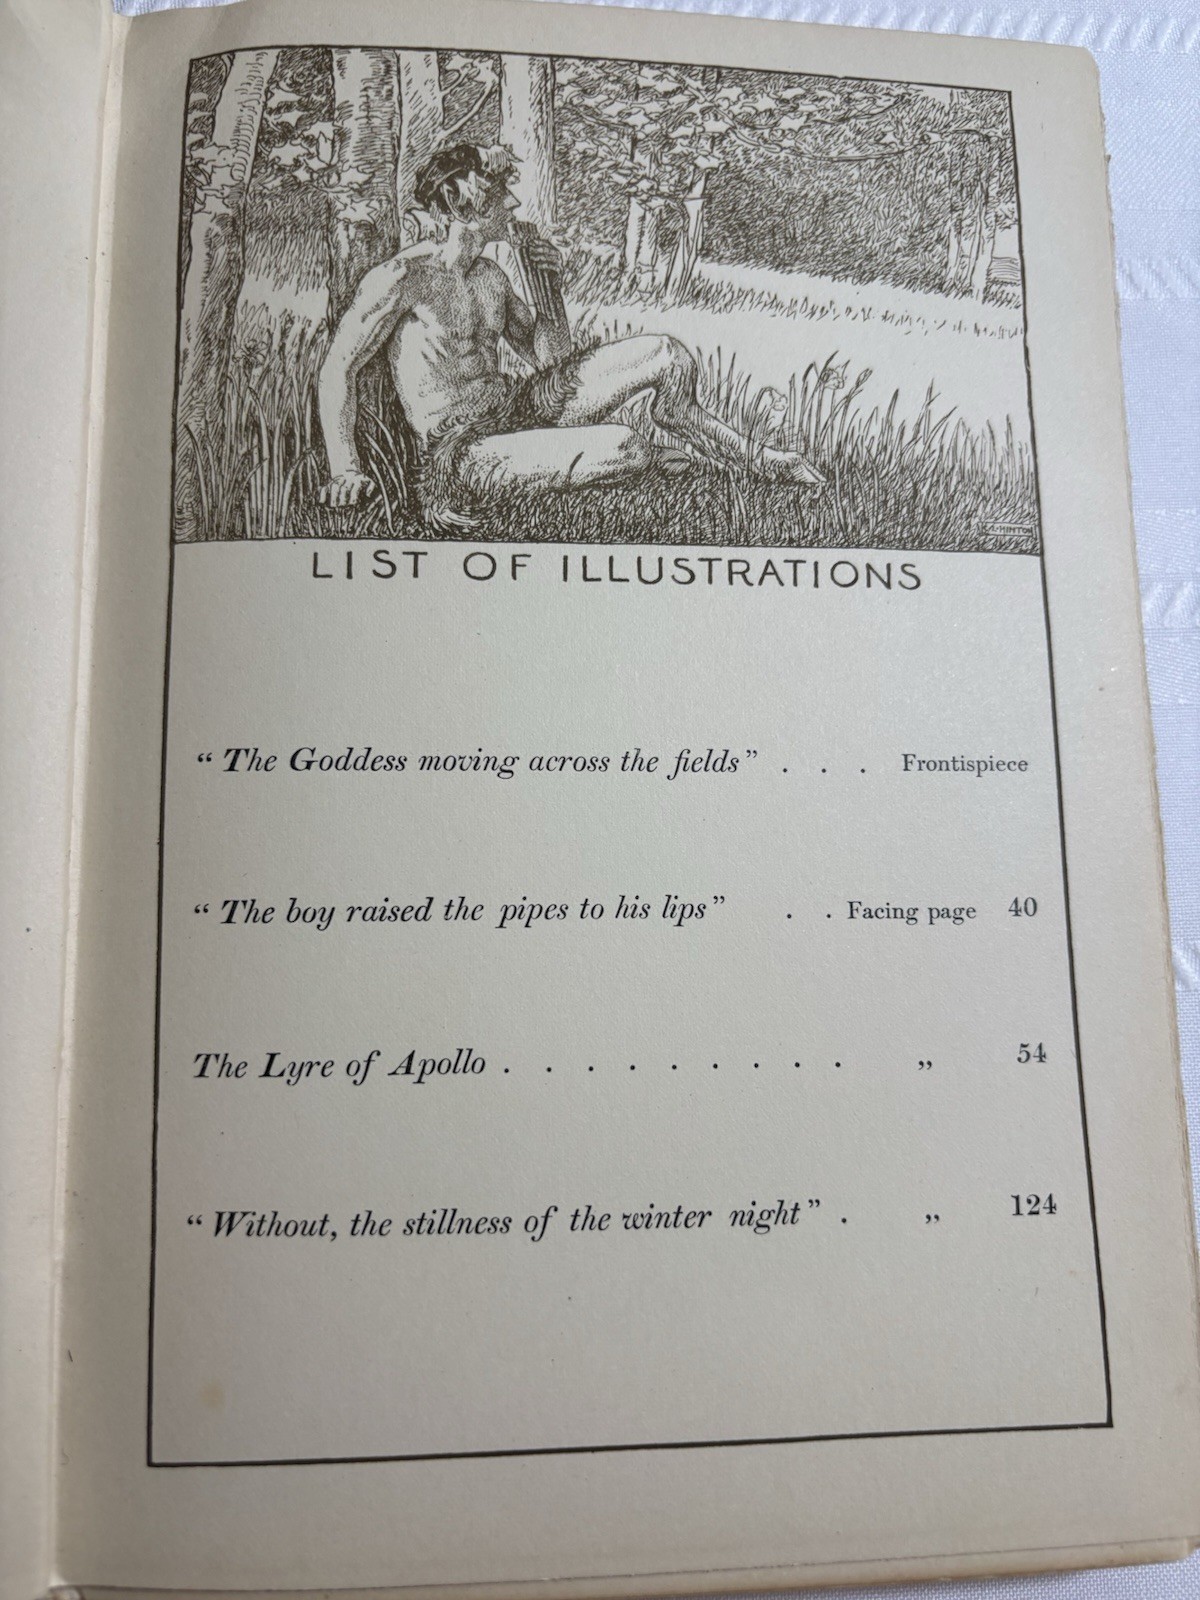 K. A. HINTON
LIST OF ILLUSTRATIONS
“ The Goddess moving across the fields ” . . . Frontispiece
“ The boy raised the pipes to his lips ” . . Facing page 40
The Lyre of Apollo . . . . . . . . . ” 54
“ Without, the stillness of the winter night ” . ” 124